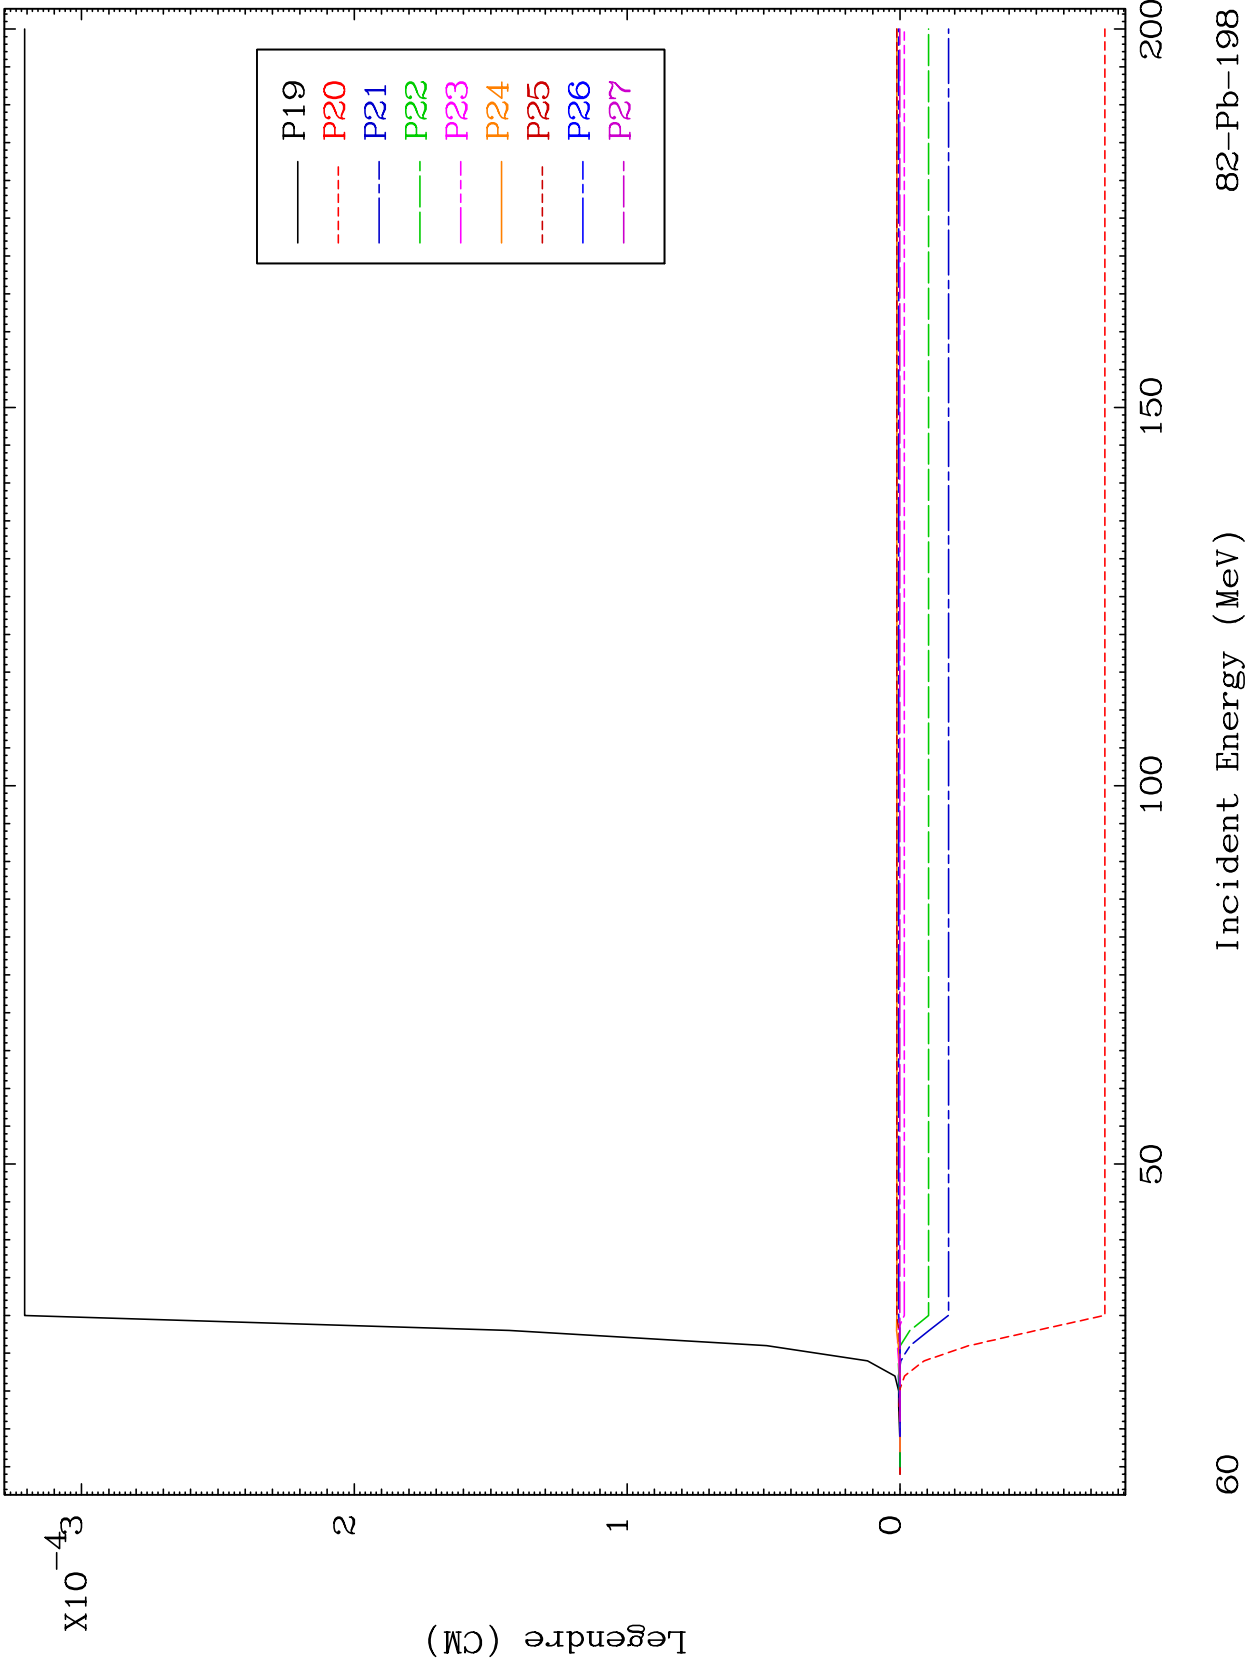 X10-4
3
2
1
0
Legendre (CM)
P19
P20
P21
P22
P23
P24
P25
P26
P27
50
100
150
200
Incident Energy (MeV)
60
82-Pb-198